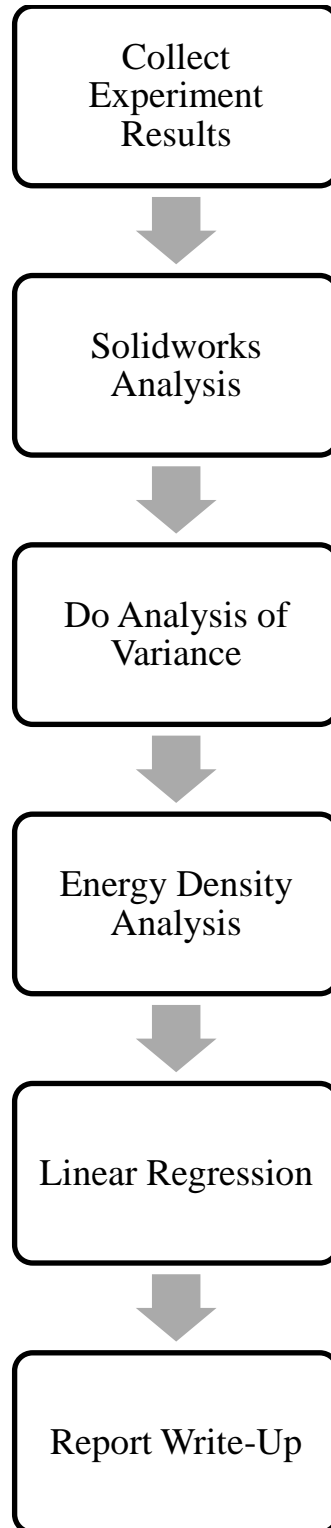 Collect
Experiment
Results
Solidworks
Analysis
Do Analysis of
Variance
Energy Density
Analysis
Linear Regression
Report Write-Up